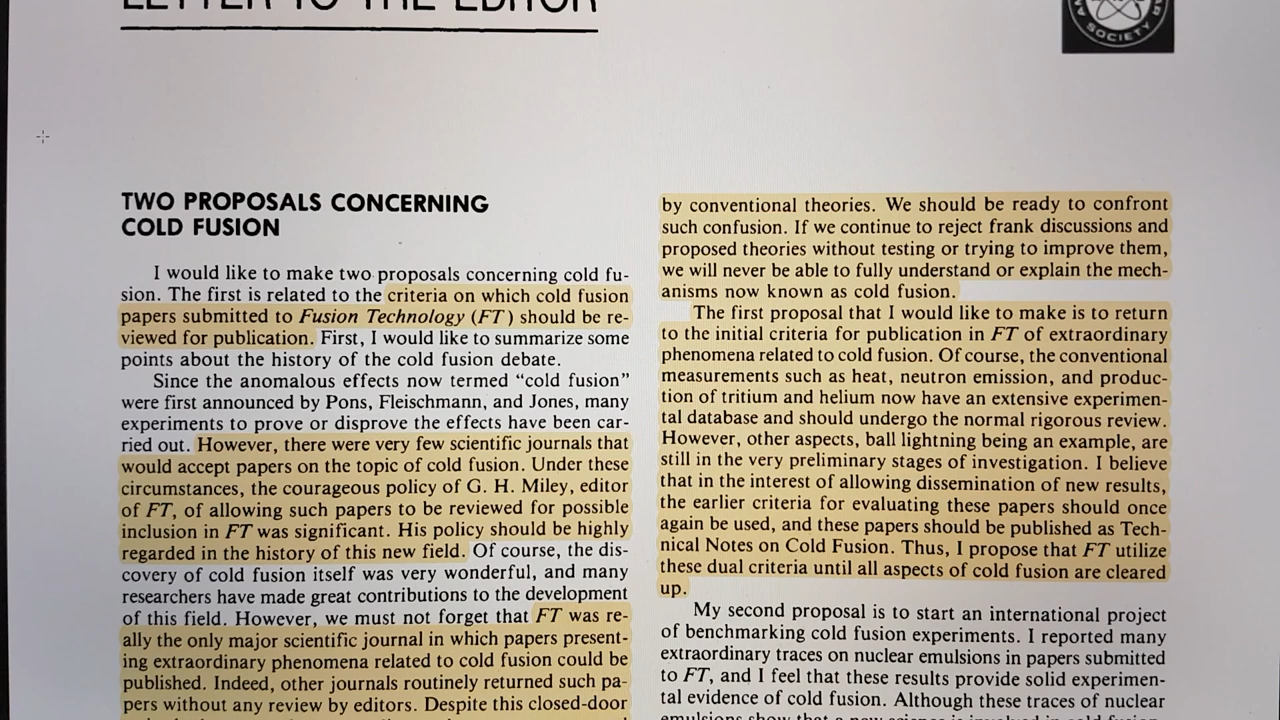 LETTER TO THE EDITOR
SOCIETY
TWO PROPOSALS CONCERNING
COLD FUSION
I would like to make two proposals concerning cold fu-
sion. The first is related to the criteria on which cold fusion
papers submitted to Fusion Technology (FT) should be re-
viewed for publication. First, I would like to summarize some
points about the history of the cold fusion debate.
Since the anomalous effects now termed “cold fusion”
were first announced by Pons, Fleischmann, and Jones, many
experiments to prove or disprove the effects have been car-
ried out. However, there were very few scientific journals that
would accept papers on the topic of cold fusion. Under these
circumstances, the courageous policy of G. H. Miley, editor
of FT, of allowing such papers to be reviewed for possible
inclusion in FT was significant. His policy should be highly
regarded in the history of this new field. Of course, the dis-
covery of cold fusion itself was very wonderful, and many
researchers have made great contributions to the development
of this field. However, we must not forget that FT was re-
ally the only major scientific journal in which papers present-
ing extraordinary phenomena related to cold fusion could be
published. Indeed, other journals routinely returned such pa-
pers without any review by editors. Despite this closed-door
by conventional theories. We should be ready to confront
such confusion. If we continue to reject frank discussions and
proposed theories without testing or trying to improve them,
we will never be able to fully understand or explain the mech-
anisms now known as cold fusion.
The first proposal that I would like to make is to return
to the initial criteria for publication in FT of extraordinary
phenomena related to cold fusion. Of course, the conventional
measurements such as heat, neutron emission, and produc-
tion of tritium and helium now have an extensive experimen-
tal database and should undergo the normal rigorous review.
However, other aspects, ball lightning being an example, are
still in the very preliminary stages of investigation. I believe
that in the interest of allowing dissemination of new results,
the earlier criteria for evaluating these papers should once
again be used, and these papers should be published as Tech-
nical Notes on Cold Fusion. Thus, I propose that FT utilize
these dual criteria until all aspects of cold fusion are cleared
up.
My second proposal is to start an international project
of benchmarking cold fusion experiments. I reported many
extraordinary traces on nuclear emulsions in papers submitted
to FT, and I feel that these results provide solid experimen-
tal evidence of cold fusion. Although these traces of nuclear
emulsions show that a new science is involved in cold fusion